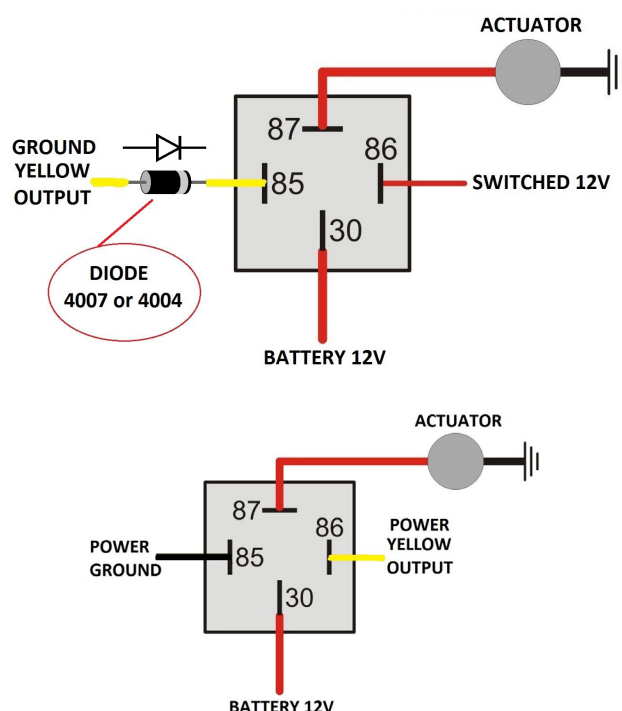 ACTUATOR
87
86
GROUND
YELLOW
OUTPUT
85
SWITCHED 12V
30
DIODE
4007 or 4004
BATTERY 12V
ACTUATOR
87
86
POWER
YELLOW
OUTPUT
POWER
GROUND
85
30
BATTERY 12V